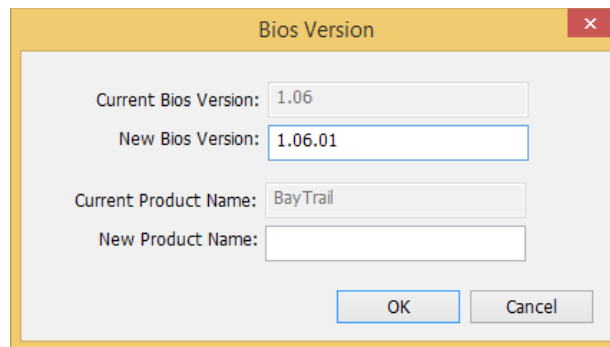 Bios Version
Current Bios Version: 1.06
New Bios Version: 1.06.01
Current Product Name: BayTrail
New Product Name:
OK Cancel